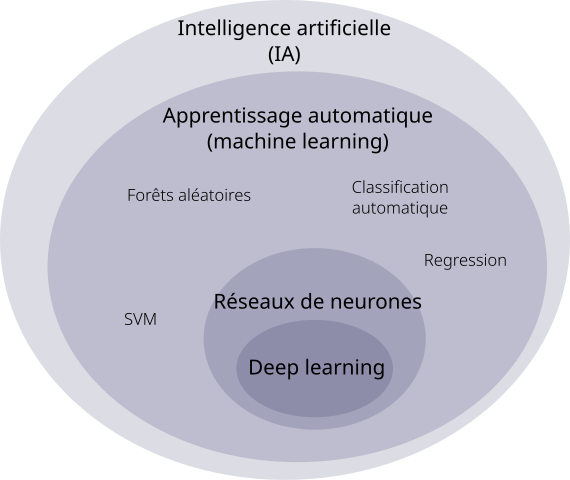 Intelligence artificielle
(IA)
Apprentissage automatique
(machine learning)
Forêts aléatoires
Classification
automatique
Regression
Réseaux de neurones
SVM
Deep learning